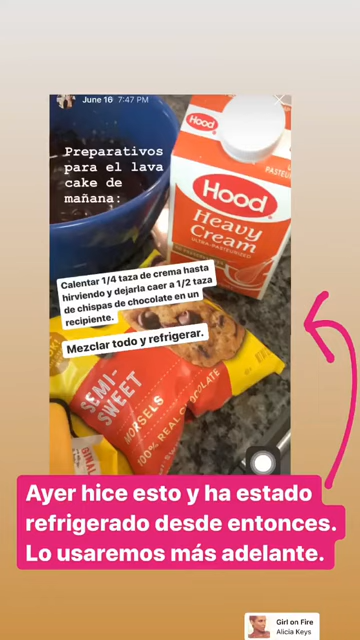 June 16 7:47 PM
Preparativos
para el lava
cake de
mañana:
Hood
Hood
Heavy
Cream
ULTRA-PASTEURIZED
Calentar 1/4 taza de crema hasta
hirviendo y dejarla caer a 1/2 taza
de chispas de chocolate en un
recipiente.
Mezclar todo y refrigerar.
SEMI-
SWEET
MORSELS
100% REAL CHOCOLATE
Ayer hice esto y ha estado
refrigerado desde entonces.
Lo usaremos más adelante.
Girl on Fire
Alicia Keys